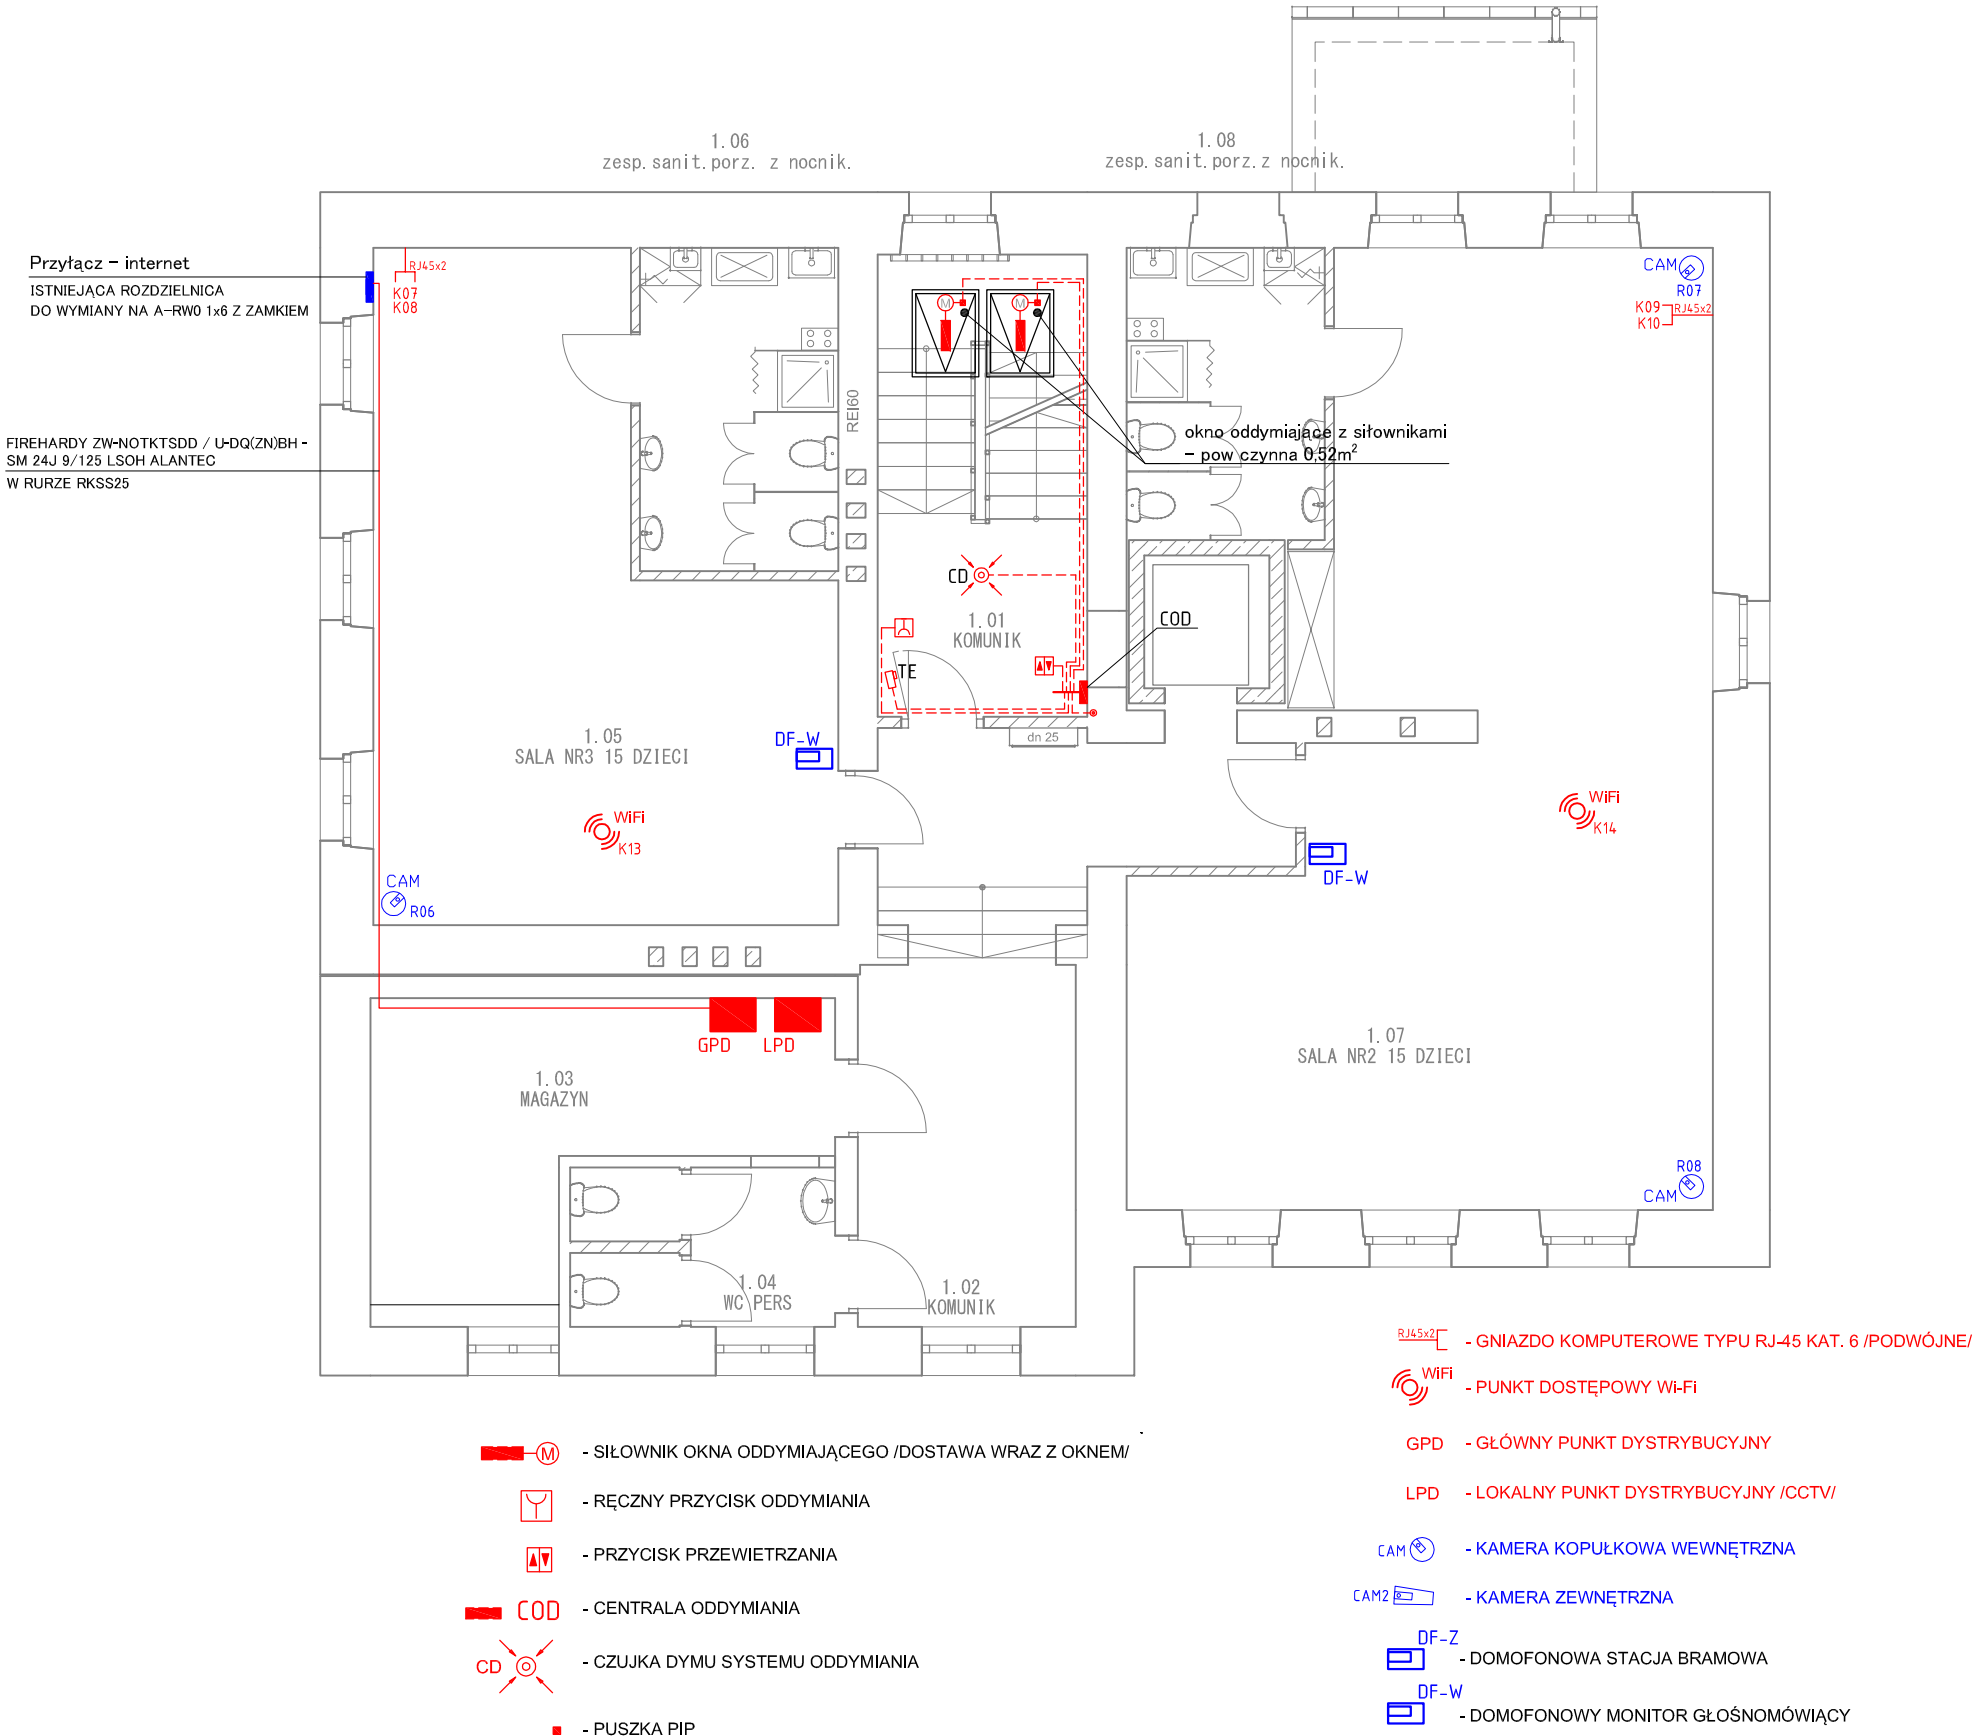 1.06
zesp. sanit. porz. z nocnik.
1.08
zesp. sanit. porz. z nocnik.
Przyłącz - internet
ISTNIEJĄCA ROZDZIELNICA
DO WYMIANY NA A-RW0 1x6 Z ZAMKIEM
RJ45x2
K07
K08
CAM
R07
K09
K10
RJ45x2
M
M
REI60
FIREHARDY ZW-NOTKTSDD / U-DQ(ZN)BH -
SM 24J 9/125 LSOH ALANTEC
W RURZE RKSS25
okno oddymiające z siłownikami
- pow czynna 0,52m²
CD
1.01
KOMUNIK
COD
TE
dn 25
1.05
SALA NR3 15 DZIECI
DF-W
WiFi
K13
WiFi
K14
DF-W
CAM
R06
GPD
LPD
1.03
MAGAZYN
1.07
SALA NR2 15 DZIECI
R08
CAM
1.04
WC PERS
1.02
KOMUNIK
M - SIŁOWNIK OKNA ODDYMIAJĄCEGO /DOSTAWA WRAZ Z OKNEM/
- RĘCZNY PRZYCISK ODDYMIANIA
- PRZYCISK PRZEWIETRZANIA
COD - CENTRALA ODDYMIANIA
CD - CZUJKA DYMU SYSTEMU ODDYMIANIA
- PUSZKA PIP
RJ45x2 - GNIAZDO KOMPUTEROWE TYPU RJ-45 KAT. 6 /PODWÓJNE/
WiFi - PUNKT DOSTĘPOWY Wi-Fi
GPD - GŁÓWNY PUNKT DYSTRYBUCYJNY
LPD - LOKALNY PUNKT DYSTRYBUCYJNY /CCTV/
CAM - KAMERA KOPUŁKOWA WEWNĘTRZNA
CAM2 - KAMERA ZEWNĘTRZNA
DF-Z - DOMOFONOWA STACJA BRAMOWA
DF-W - DOMOFONOWY MONITOR GŁOŚNOMÓWIĄCY